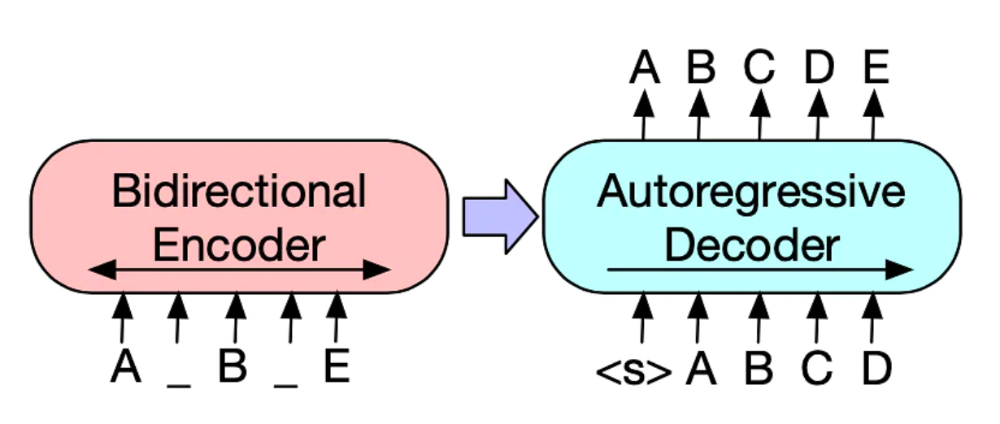 A B C D E
Bidirectional
Encoder
Autoregressive
Decoder
A _ B _ E
<s> A B C D